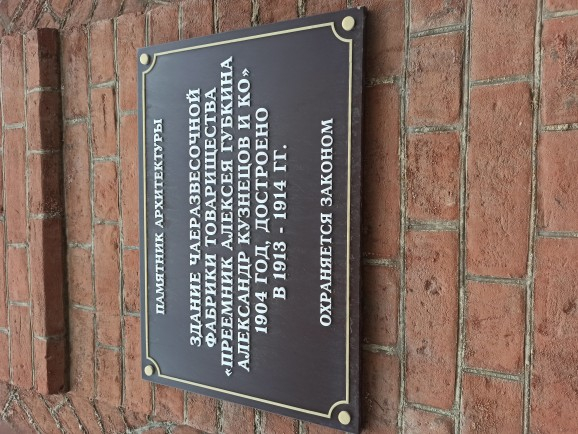 ПАМЯТНИК АРХИТЕКТУРЫ
ЗДАНИЕ ЧАЕРАЗВЕСОЧНОЙ
ФАБРИКИ ТОВАРИЩЕСТВА
«ПРЕЕМНИК АЛЕКСЕЯ ГУБКИНА
АЛЕКСАНДР КУЗНЕЦОВ И КО»
1904 ГОД, ДОСТРОЕНО
В 1913 - 1914 ГГ.
ОХРАНЯЕТСЯ ЗАКОНОМ